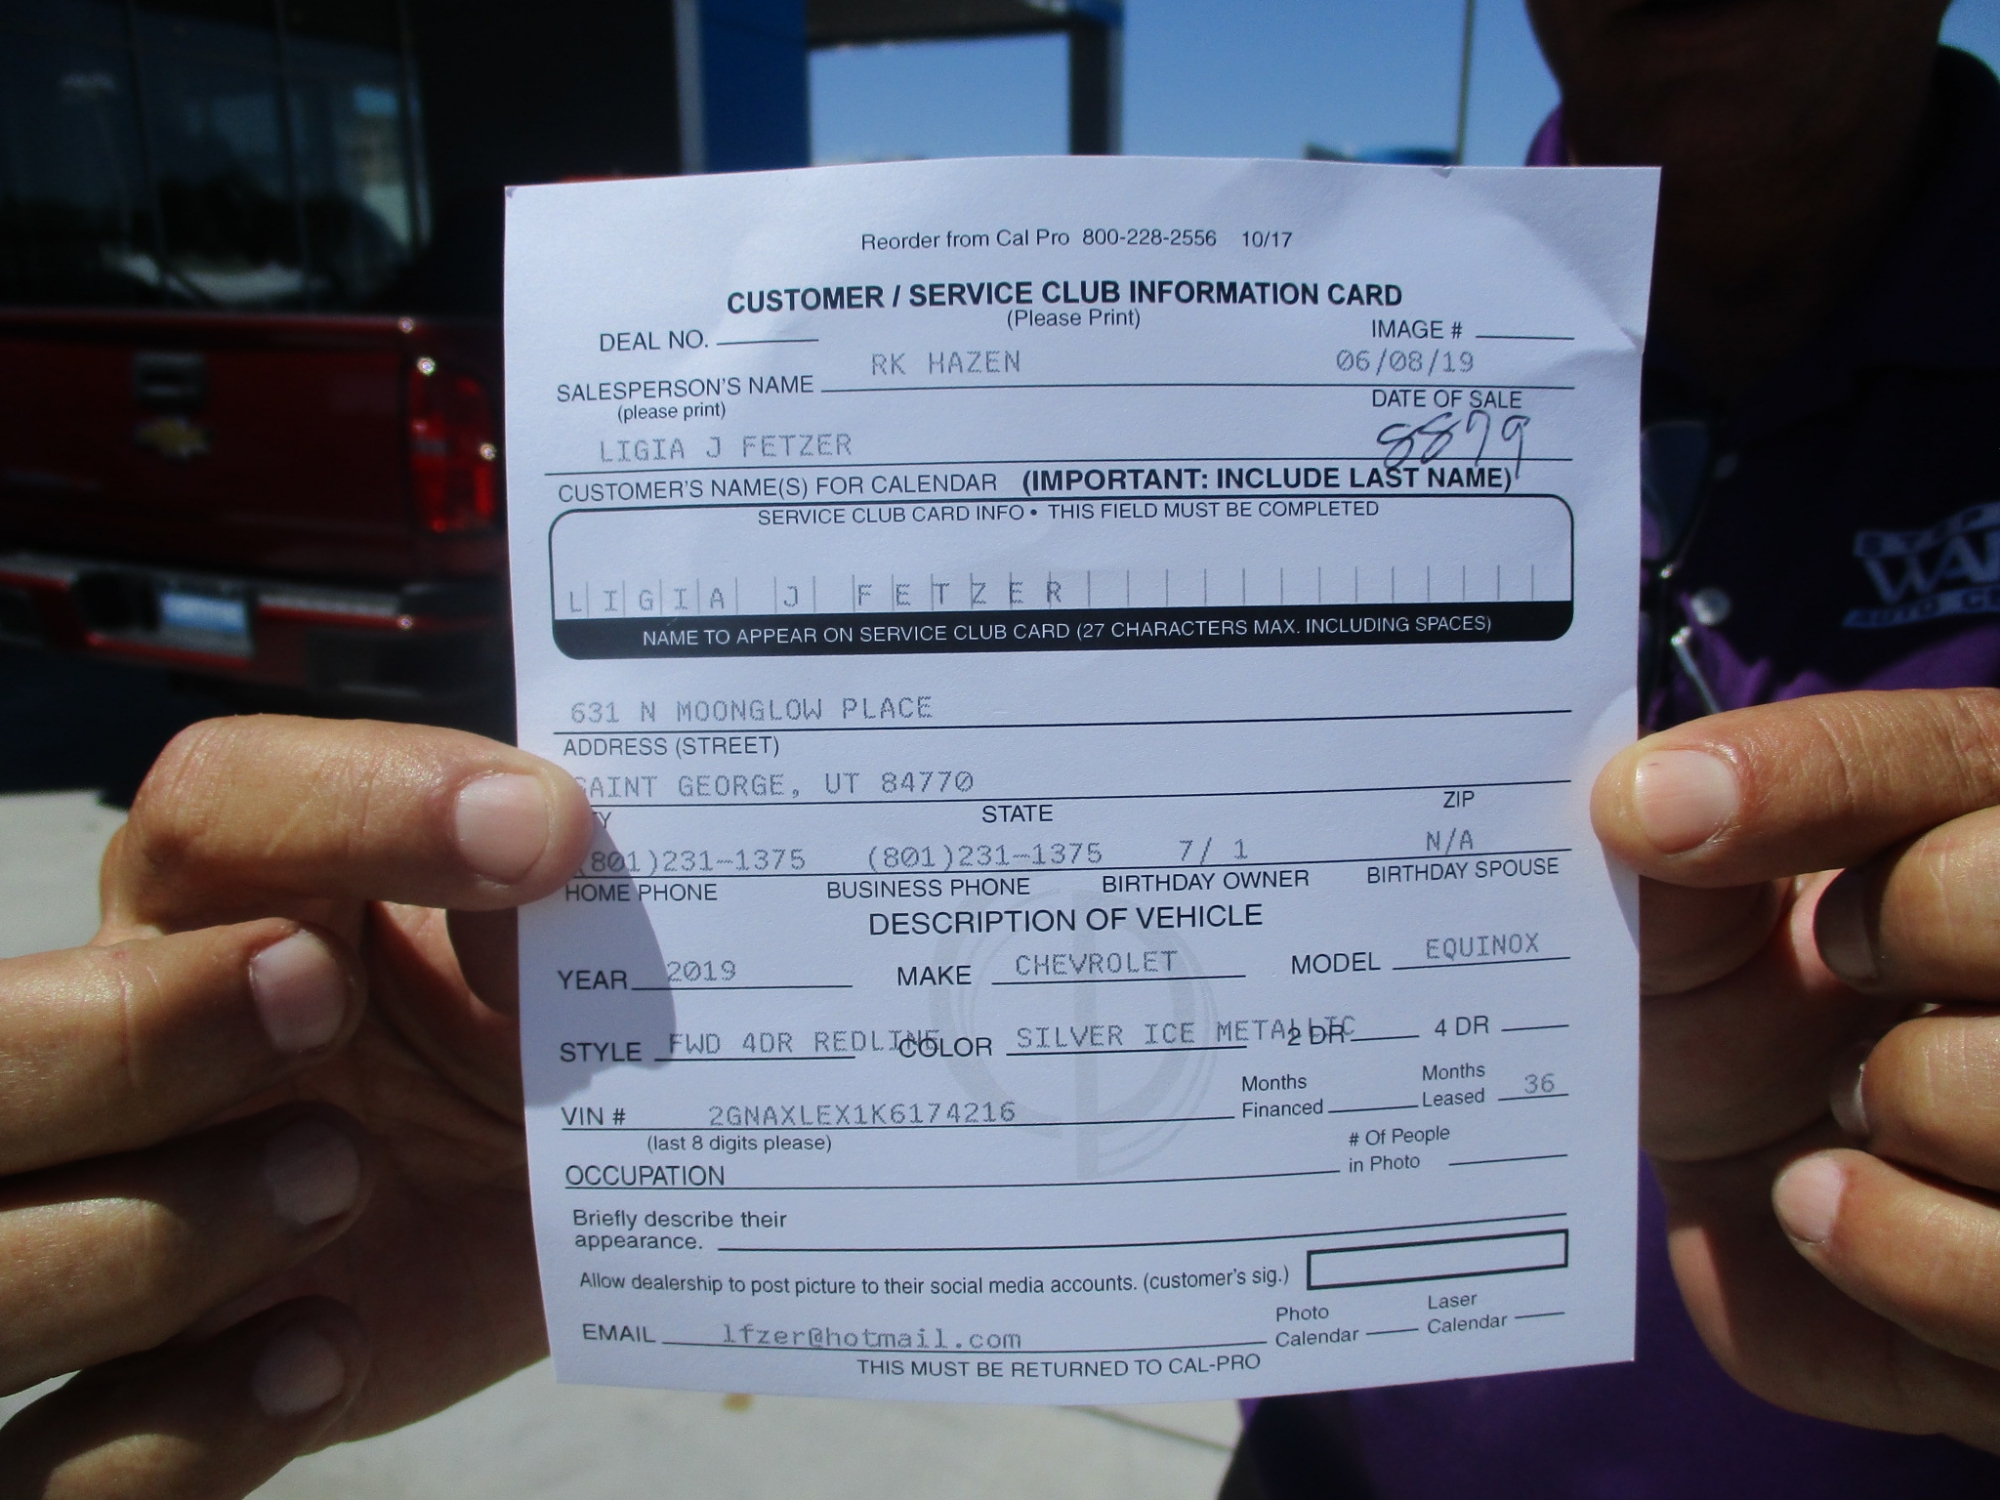 Reorder from Cal Pro 800-228-2556 10/17
CUSTOMER / SERVICE CLUB INFORMATION CARD
(Please Print)
DEAL NO. IMAGE #
RK HAZEN 06/08/19
SALESPERSON'S NAME
(please print) DATE OF SALE
8879
LIGIA J FETZER
CUSTOMER'S NAME(S) FOR CALENDAR (IMPORTANT: INCLUDE LAST NAME)
SERVICE CLUB CARD INFO • THIS FIELD MUST BE COMPLETED
LIGIA J FETZER
NAME TO APPEAR ON SERVICE CLUB CARD (27 CHARACTERS MAX. INCLUDING SPACES)
631 N MOONGLOW PLACE
ADDRESS (STREET)
SAINT GEORGE, UT 84770
STATE ZIP
(801)231-1375 (801)231-1375 7/ 1 N/A
HOME PHONE BUSINESS PHONE BIRTHDAY OWNER BIRTHDAY SPOUSE
DESCRIPTION OF VEHICLE
YEAR 2019 MAKE CHEVROLET MODEL EQUINOX
STYLE FWD 4DR REDLINE COLOR SILVER ICE METALLIC 2 DR 4 DR
VIN # 2GNAXLEX1K6174216 Months Financed Months Leased 36
(last 8 digits please)
OCCUPATION # Of People in Photo
Briefly describe their
appearance.
Allow dealership to post picture to their social media accounts. (customer's sig.)
EMAIL lfzer@hotmail.com Photo Calendar Laser Calendar
THIS MUST BE RETURNED TO CAL-PRO